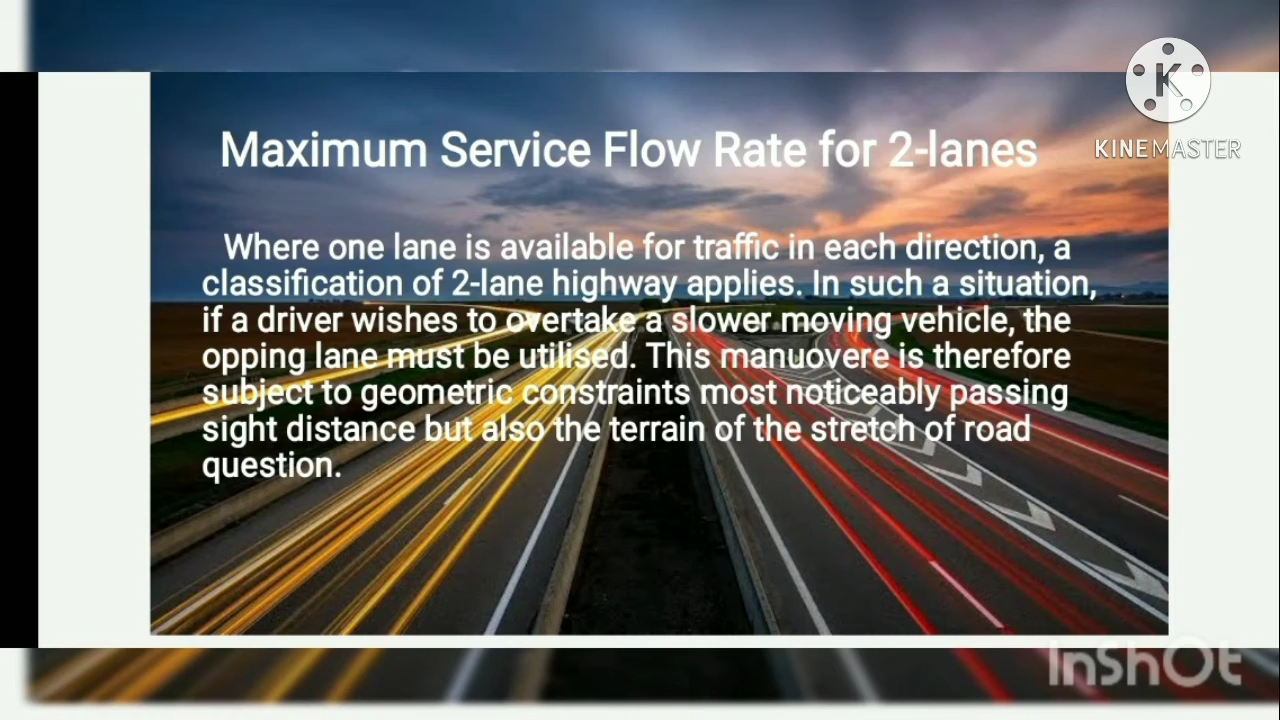 Maximum Service Flow Rate for 2-lanes
Where one lane is available for traffic in each direction, a
classification of 2-lane highway applies. In such a situation,
if a driver wishes to overtake a slower moving vehicle, the
opping lane must be utilised. This manuovere is therefore
subject to geometric constraints most noticeably passing
sight distance but also the terrain of the stretch of road
question.
K
KINEMASTER
InShOt